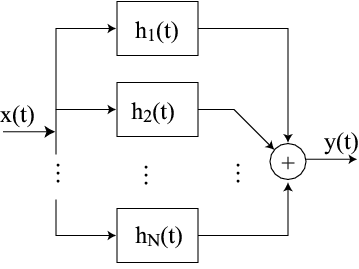 h₁(t)
x(t)
h₂(t)
y(t)
+
⋮ ⋮ ⋮
h_N(t)